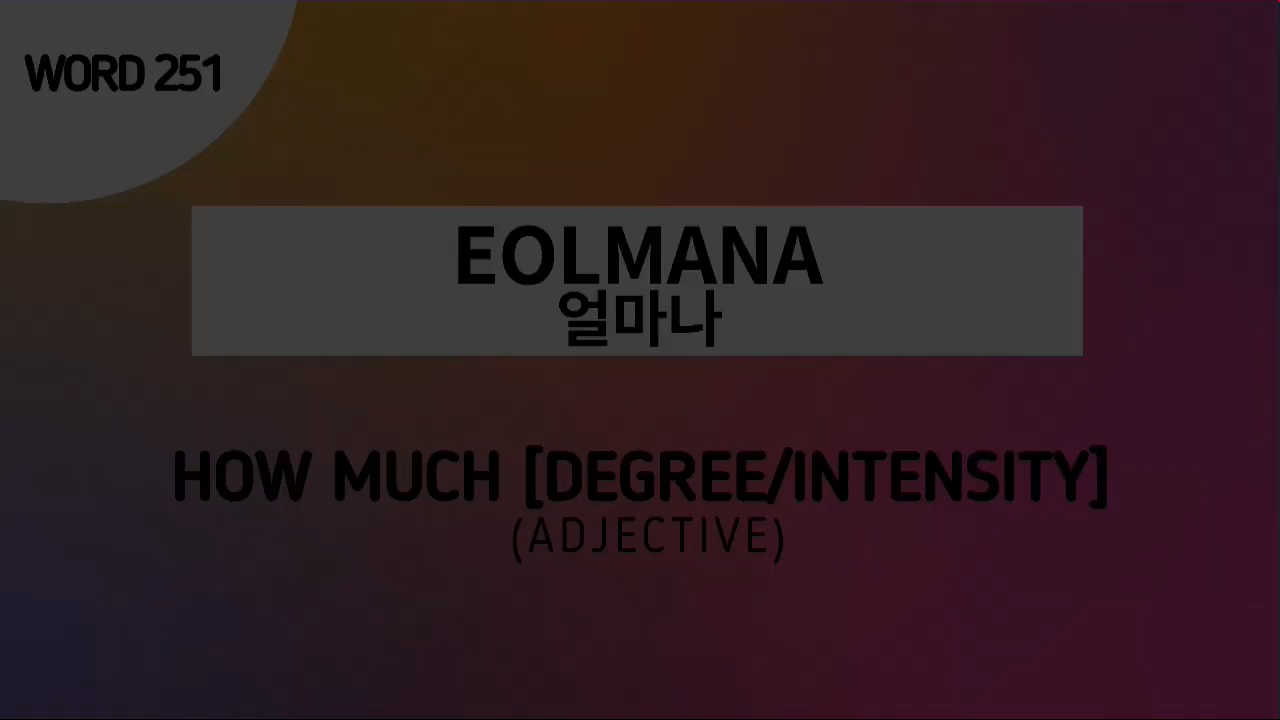 WORD 251
EOLMANA
얼마나
HOW MUCH [DEGREE/INTENSITY]
(ADJECTIVE)